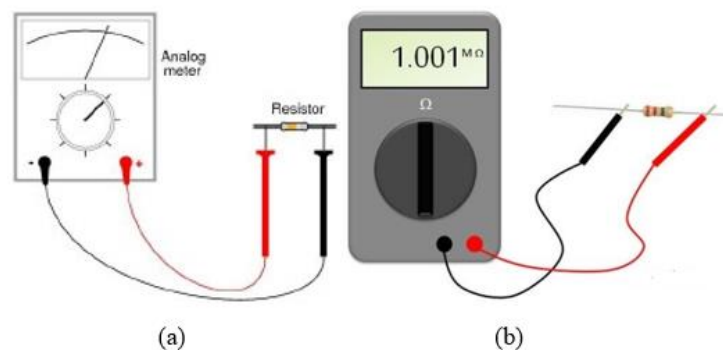 Analog
meter
- +
Resistor
1.001 MΩ
Ω
(a)
(b)